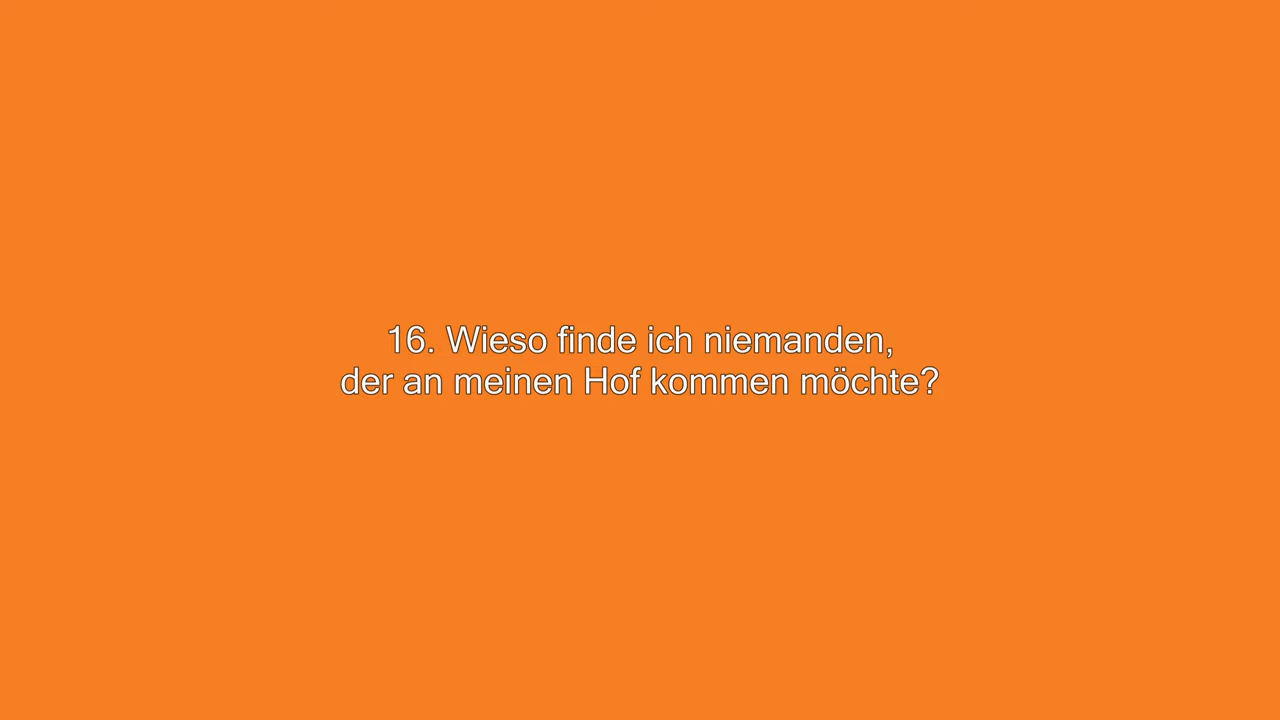 16. Wieso finde ich niemanden,
der an meinen Hof kommen möchte?